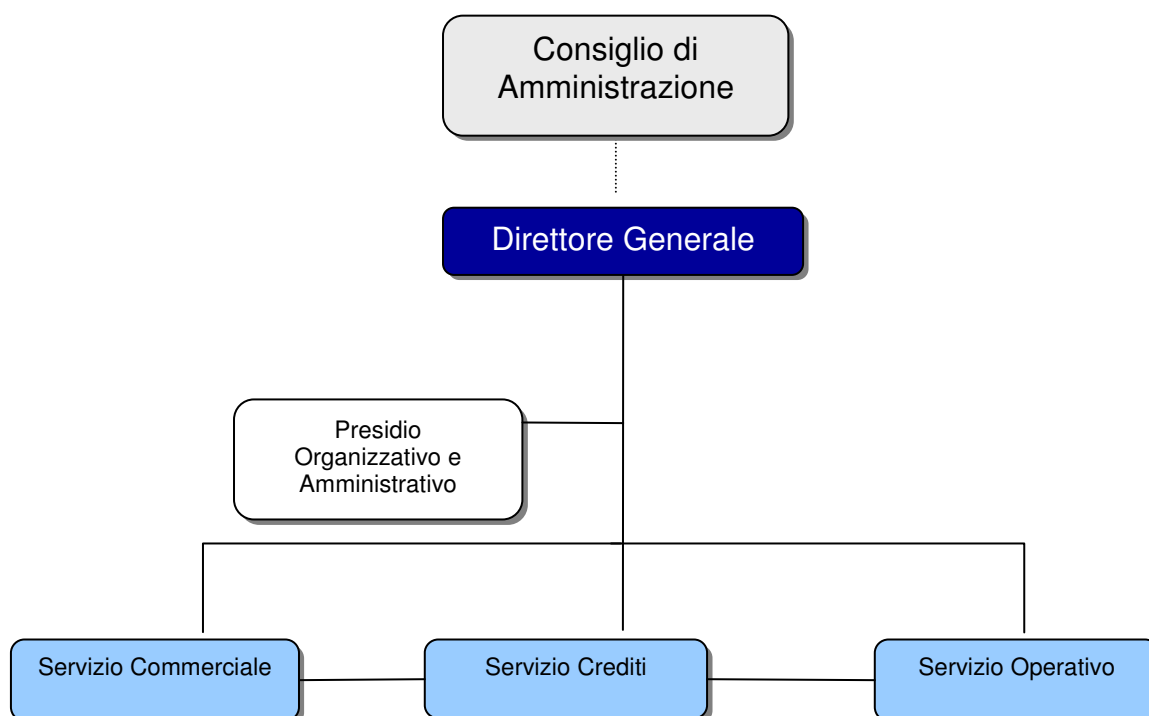 Consiglio di
Amministrazione
Direttore Generale
Presidio
Organizzativo e
Amministrativo
Servizio Commerciale
Servizio Crediti
Servizio Operativo